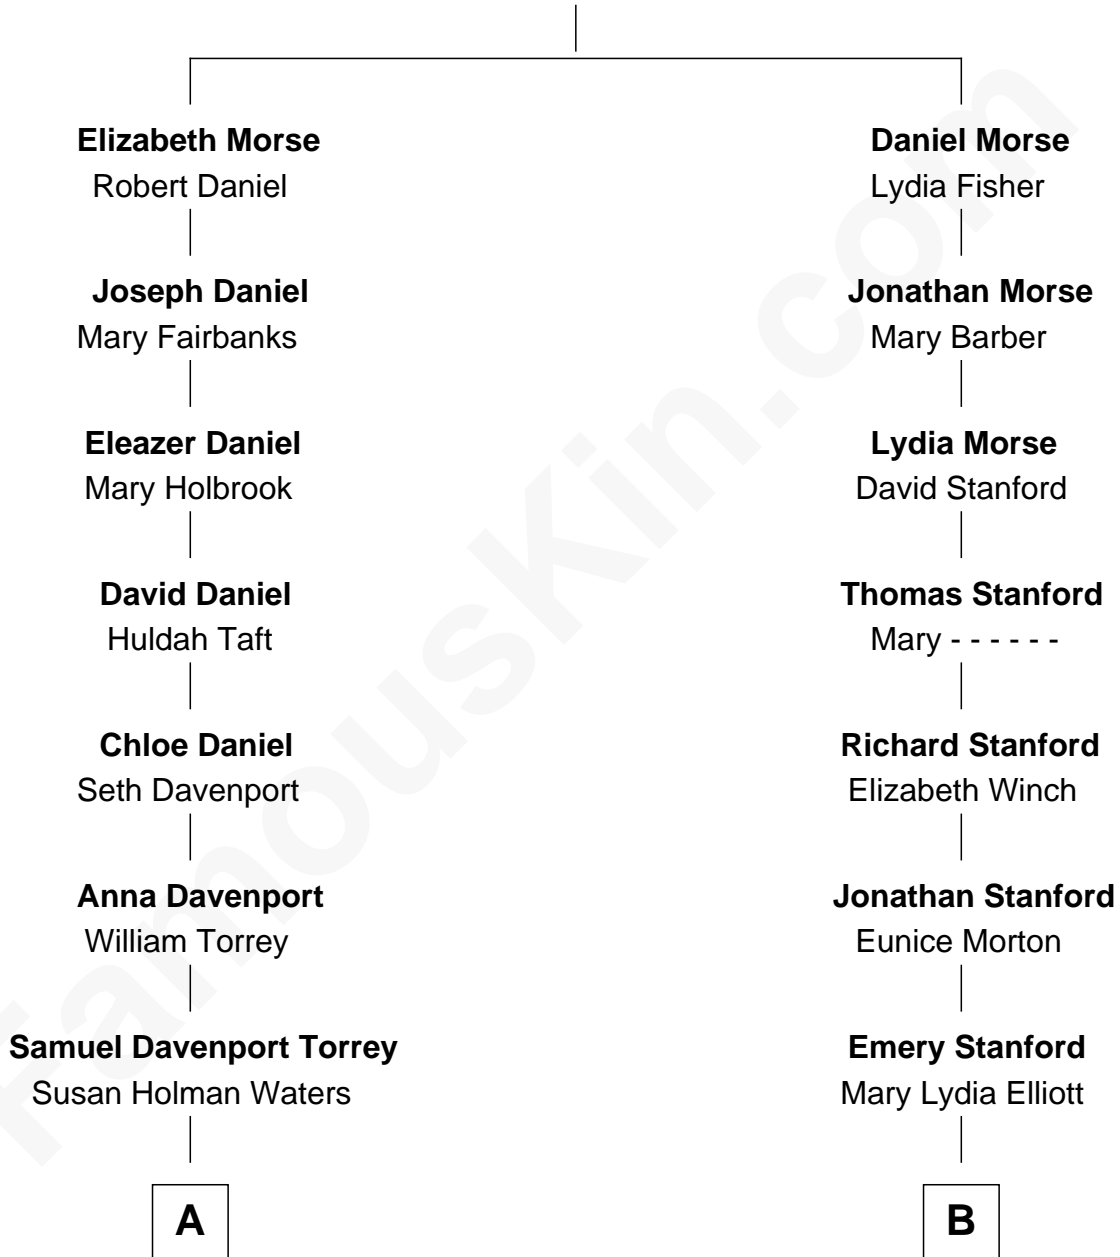 Elizabeth Morse
Robert Daniel
Daniel Morse
Lydia Fisher
Joseph Daniel
Mary Fairbanks
Jonathan Morse
Mary Barber
Eleazer Daniel
Mary Holbrook
Lydia Morse
David Stanford
David Daniel
Huldah Taft
Thomas Stanford
Mary - - - - - -
Chloe Daniel
Seth Davenport
Richard Stanford
Elizabeth Winch
Anna Davenport
William Torrey
Jonathan Stanford
Eunice Morton
Samuel Davenport Torrey
Susan Holman Waters
Emery Stanford
Mary Lydia Elliott
A
B
FamousKin.com